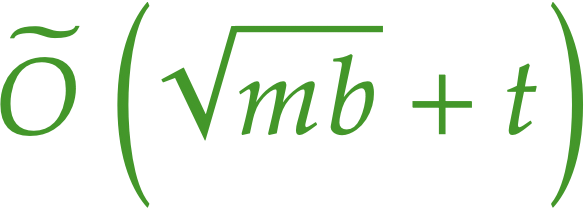 Õ(√mb + t)